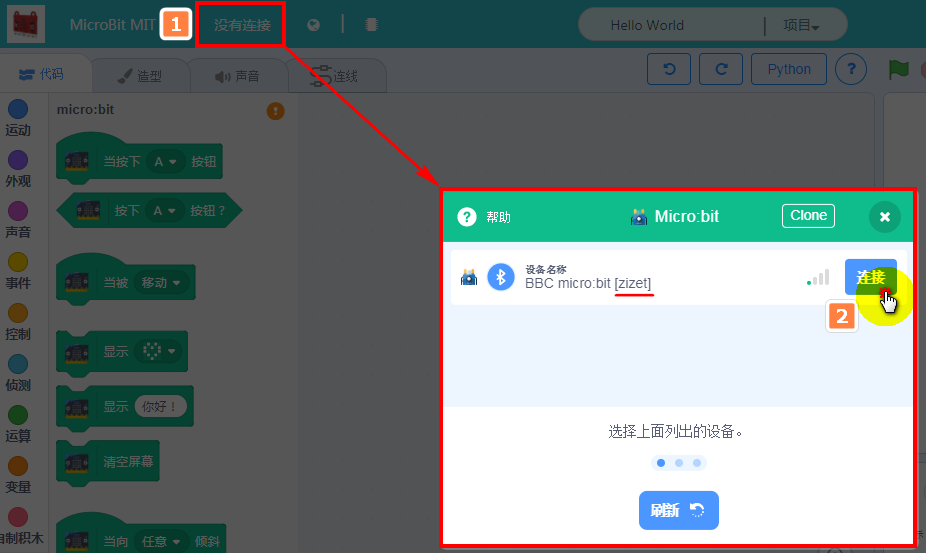 MicroBit MIT
1
没有连接
Hello World
项目
代码
造型
声音
连线
Python
?
运动
外观
声音
事件
控制
侦测
运算
变量
自制积木
micro:bit
!
当按下 A 按钮
按下 A 按钮？
当被 移动
显示
显示 你好！
清空屏幕
当向 任意 倾斜
? 帮助
Micro:bit
Clone
设备名称
BBC micro:bit [zizet]
连接
2
选择上面列出的设备。
刷新